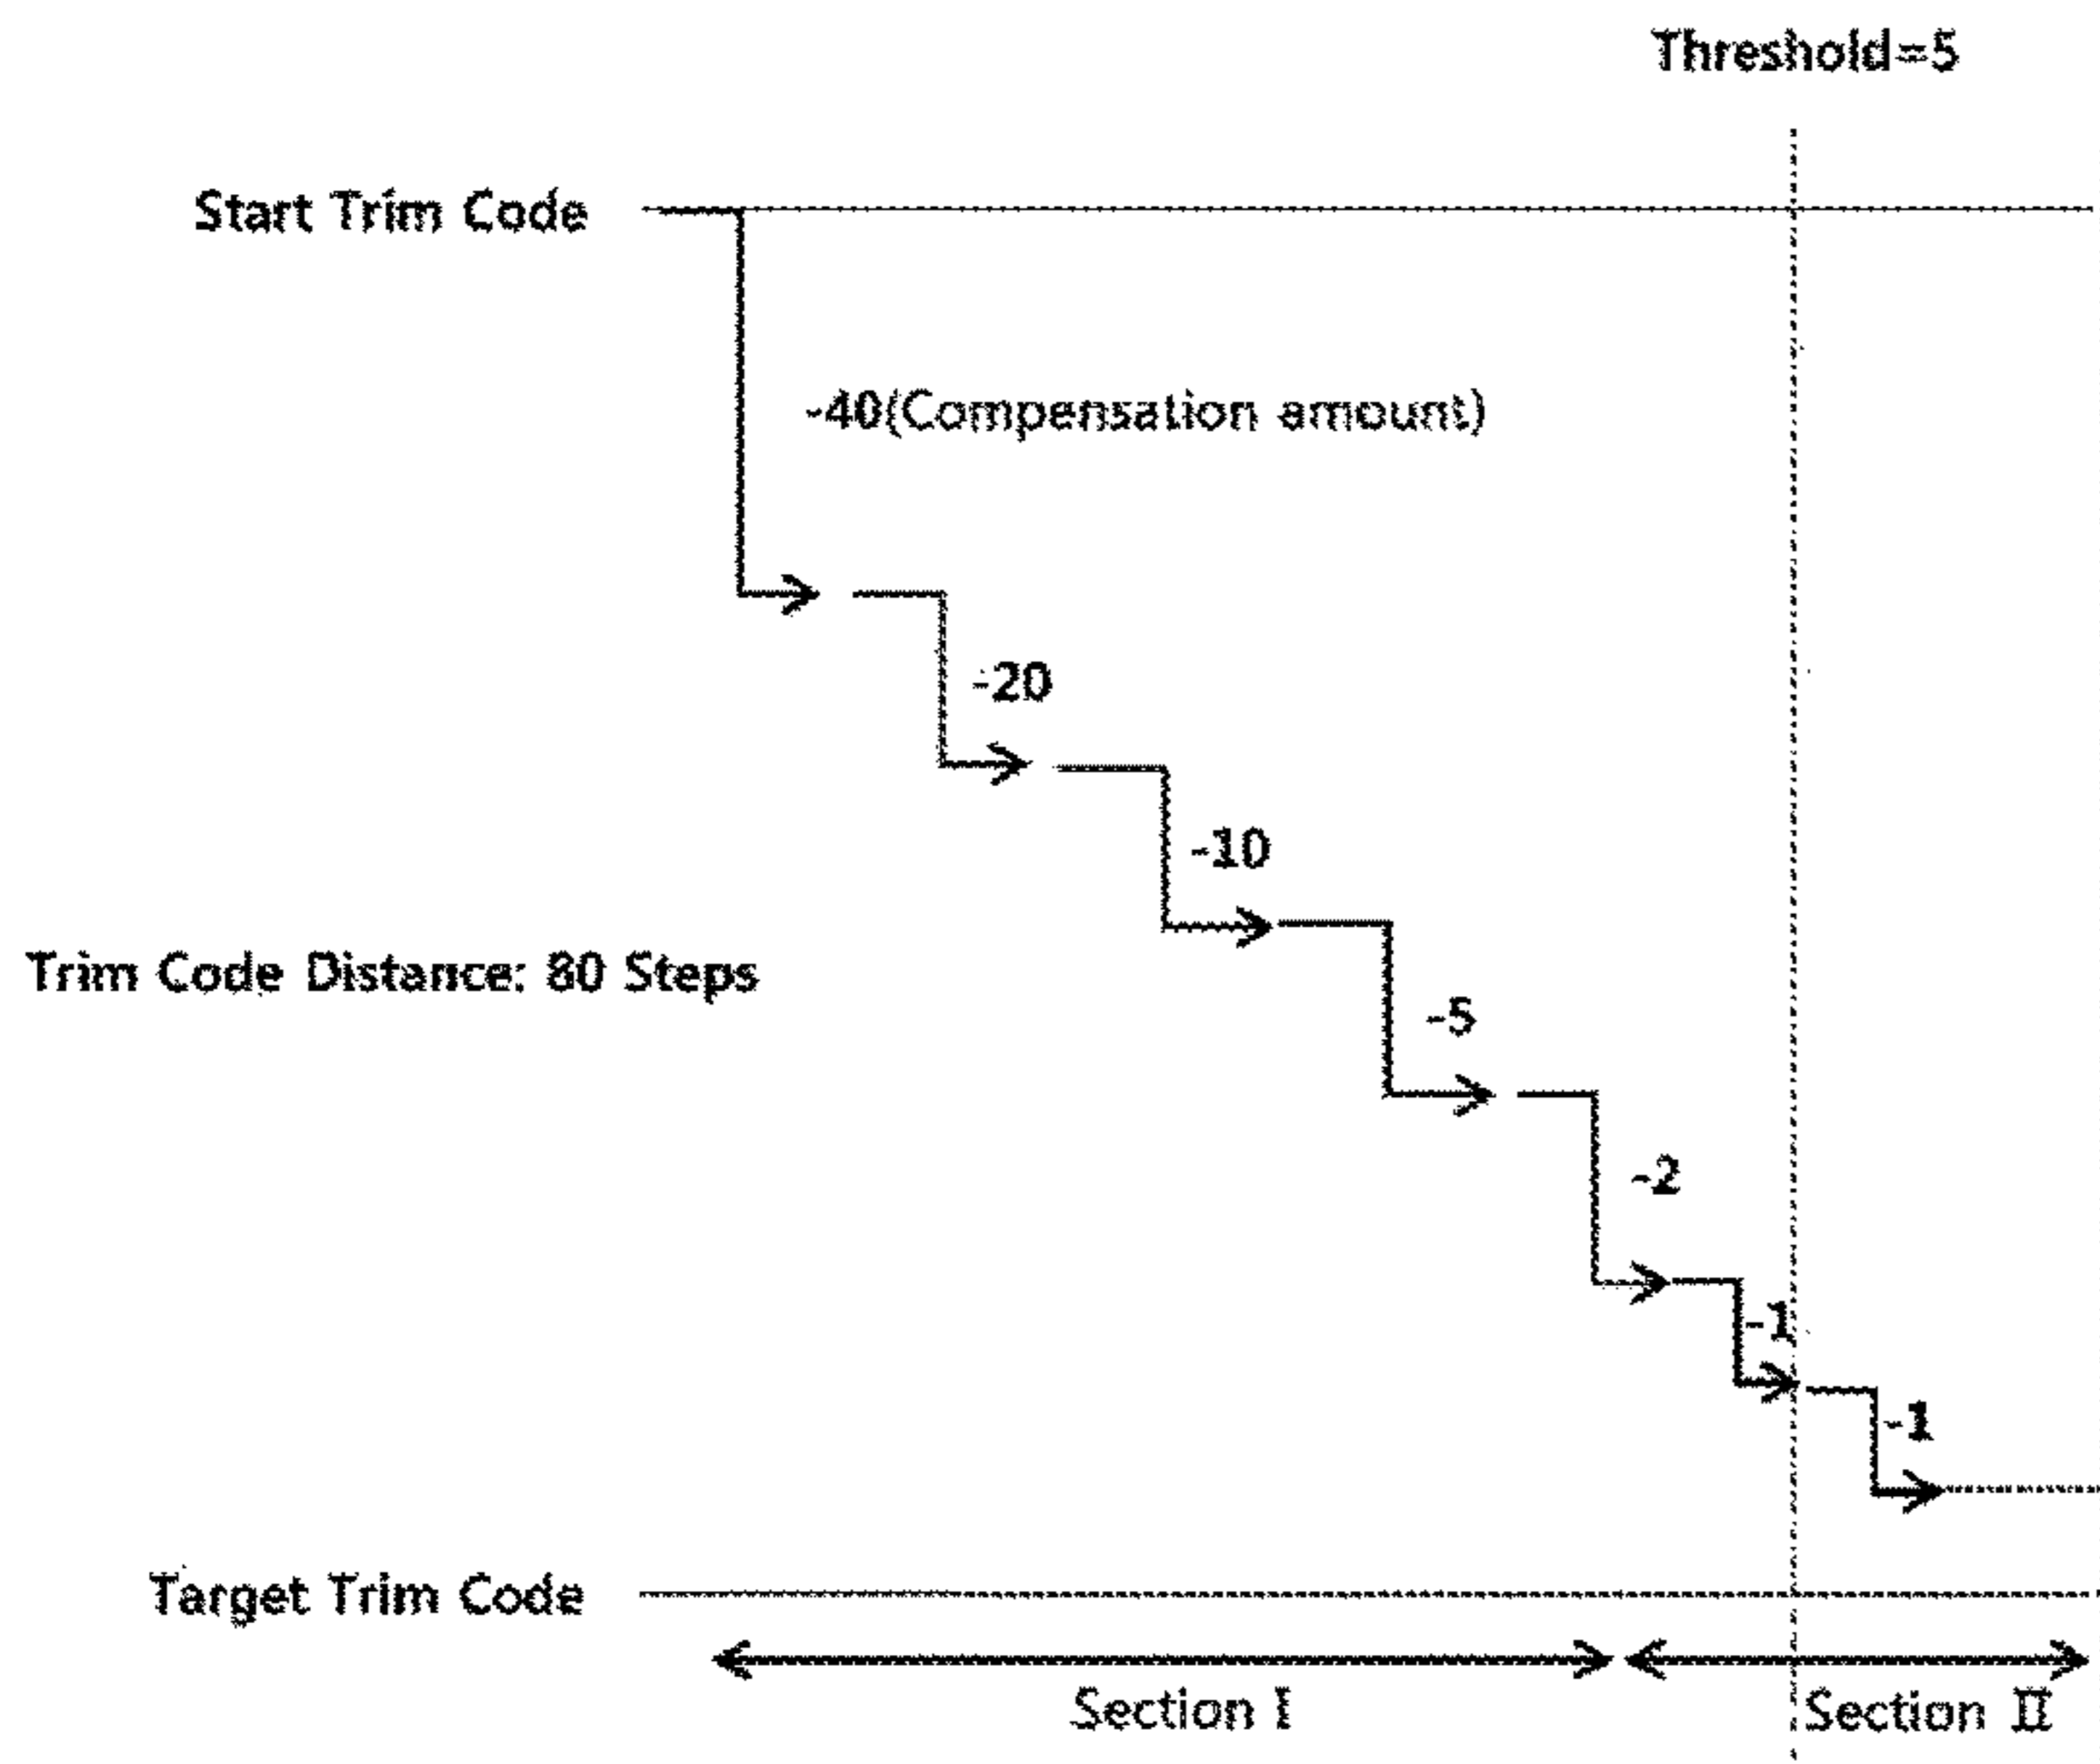 Threshold=5
Start Trim Code
-40(Compensation amount)
-20
-10
Trim Code Distance: 80 Steps
-5
-2
-1
-1
Target Trim Code
Section I
Section II